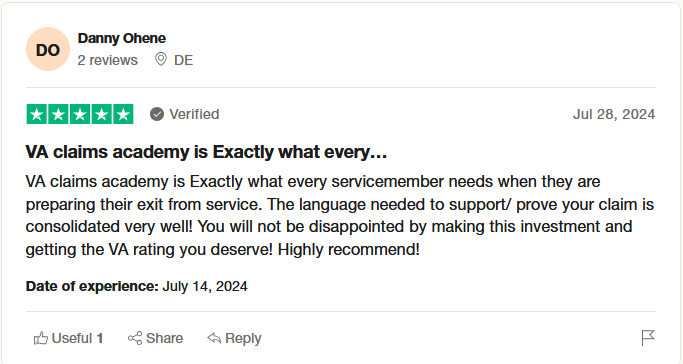 DO
Danny Ohene
2 reviews DE
Verified Jul 28, 2024
VA claims academy is Exactly what every…
VA claims academy is Exactly what every servicemember needs when they are
preparing their exit from service. The language needed to support/ prove your claim is
consolidated very well! You will not be disappointed by making this investment and
getting the VA rating you deserve! Highly recommend!
Date of experience: July 14, 2024
Useful 1 Share Reply